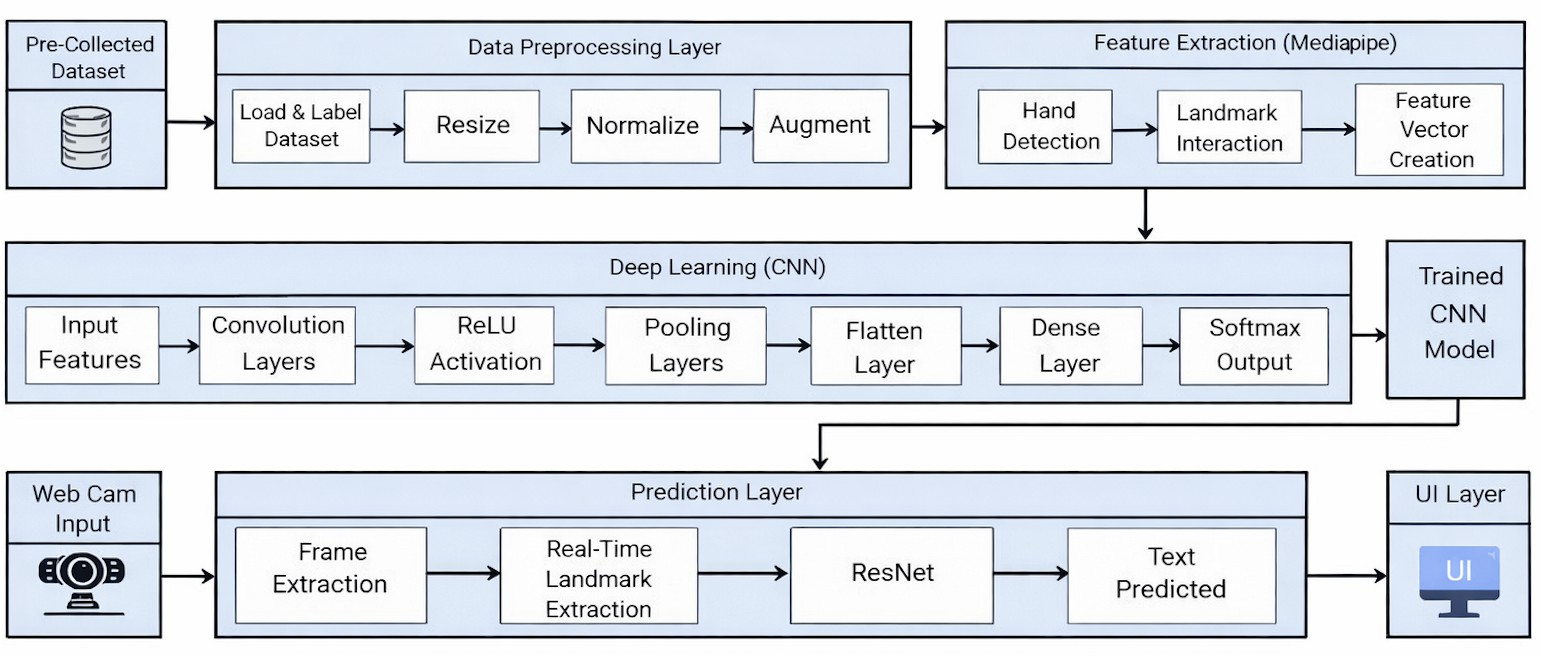 Pre-Collected
Dataset
Data Preprocessing Layer
Load & Label
Dataset
Resize
Normalize
Augment
Feature Extraction (Mediapipe)
Hand
Detection
Landmark
Interaction
Feature
Vector
Creation
Deep Learning (CNN)
Input
Features
Convolution
Layers
ReLU
Activation
Pooling
Layers
Flatten
Layer
Dense
Layer
Softmax
Output
Trained
CNN
Model
Web Cam
Input
Prediction Layer
Frame
Extraction
Real-Time
Landmark
Extraction
ResNet
Text
Predicted
UI Layer
UI